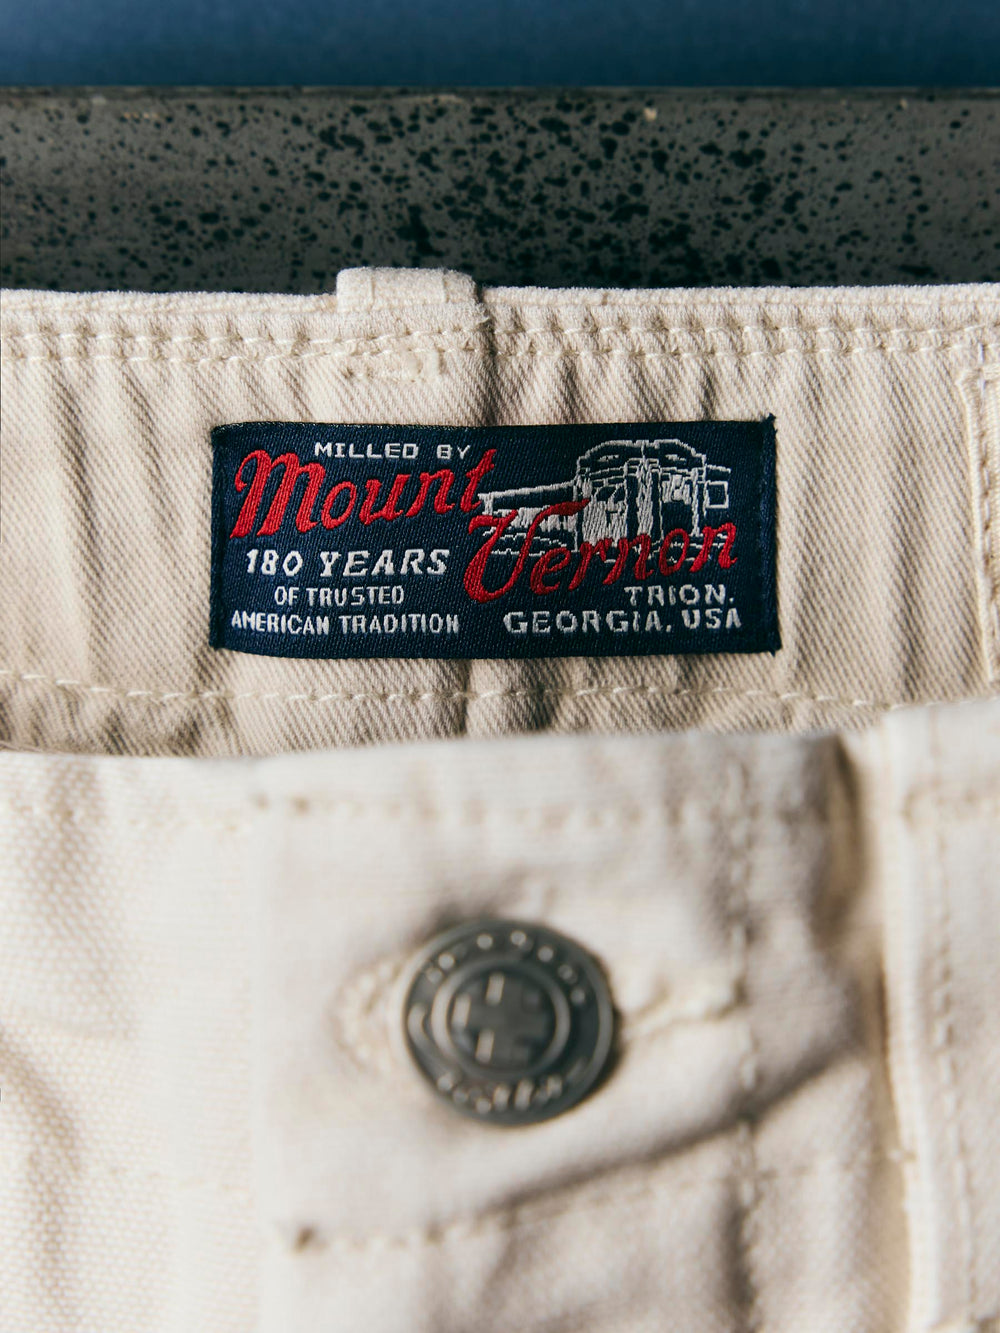 MILLED BY
Mount
Vernon
180 YEARS
OF TRUSTED
AMERICAN TRADITION
TRION.
GEORGIA, USA